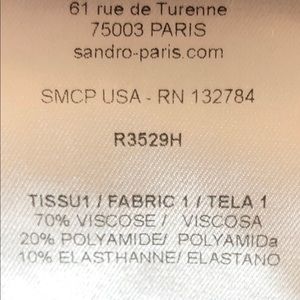 61 rue de Turenne
75003 PARIS
sandro-paris.com
SMCP USA - RN 132784
R3529H
TISSU1 / FABRIC 1 / TELA 1
70% VISCOSE / VISCOSA
20% POLYAMIDE/ POLYAMIDa
10% ELASTHANNE/ ELASTANO